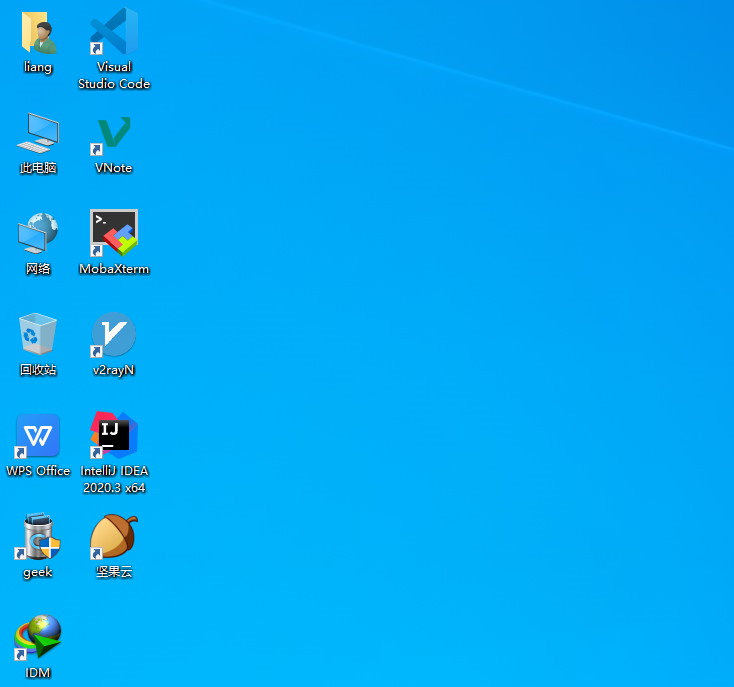 liang
Visual
Studio Code
此电脑
VNote
网络
>_
MobaXterm
回收站
v2rayN
W
IJ
WPS Office
IntelliJ IDEA
2020.3 x64
geek
坚果云
IDM